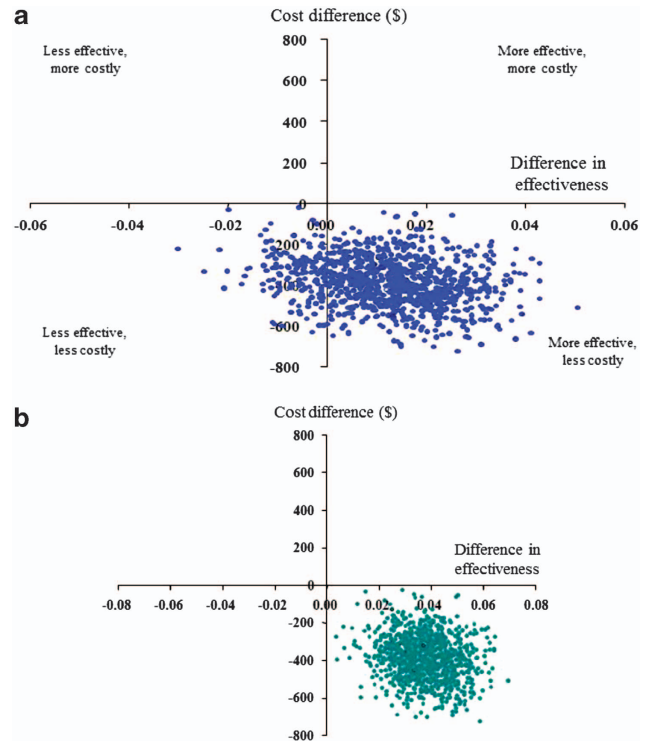 a
Cost difference ($)
800
Less effective,
more costly
More effective,
more costly
600
400
200
Difference in
effectiveness
0
-0.06 -0.04 -0.02 0.00 0.02 0.04 0.06
-600
Less effective,
less costly
More effective,
less costly
-800
b
Cost difference ($)
800
600
400
200
Difference in
effectiveness
0
-0.08 -0.06 -0.04 -0.02 0.00 0.02 0.04 0.06 0.08
-200
-400
-600
-800